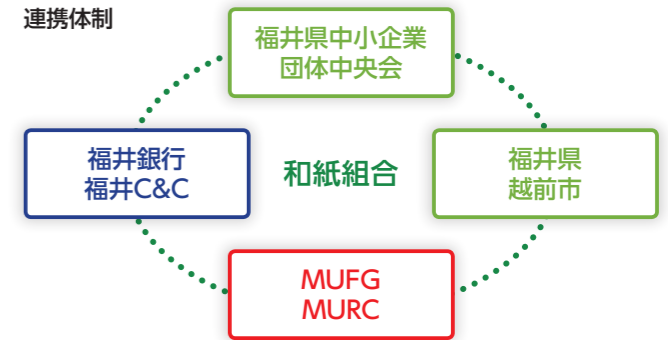 連携体制
福井県中小企業
団体中央会
福井銀行
福井C&C
和紙組合
福井県
越前市
MUFG
MURC